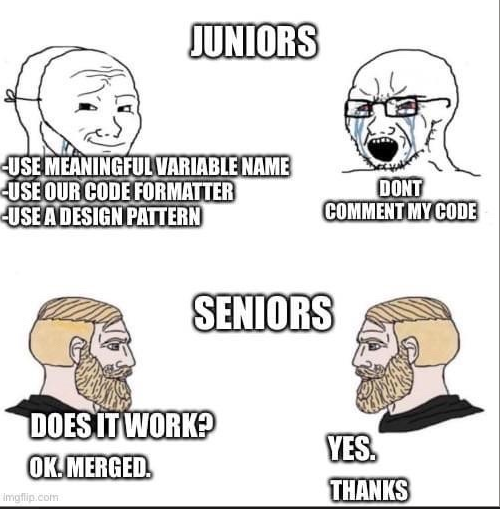 JUNIORS
-USE MEANINGFUL VARIABLE NAME
-USE OUR CODE FORMATTER
-USE A DESIGN PATTERN
DONT
COMMENT MY CODE
SENIORS
DOES IT WORK?
YES.
OK. MERGED.
THANKS
imgflip.com